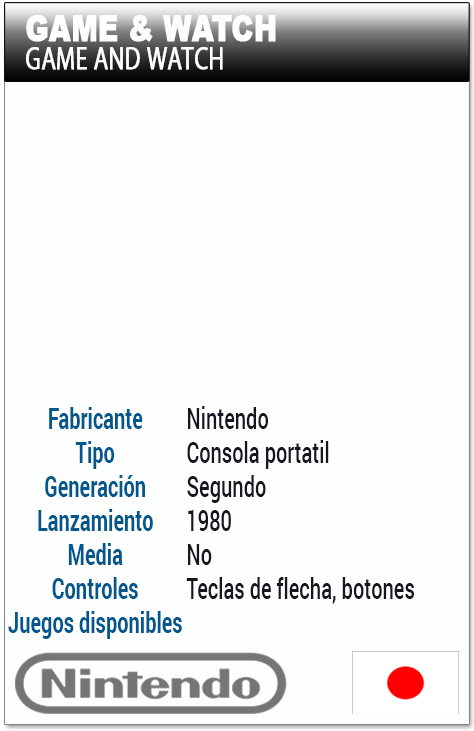 GAME & WATCH
GAME AND WATCH
Fabricante Nintendo
Tipo Consola portatil
Generación Segundo
Lanzamiento 1980
Media No
Controles Teclas de flecha, botones
Juegos disponibles
Nintendo